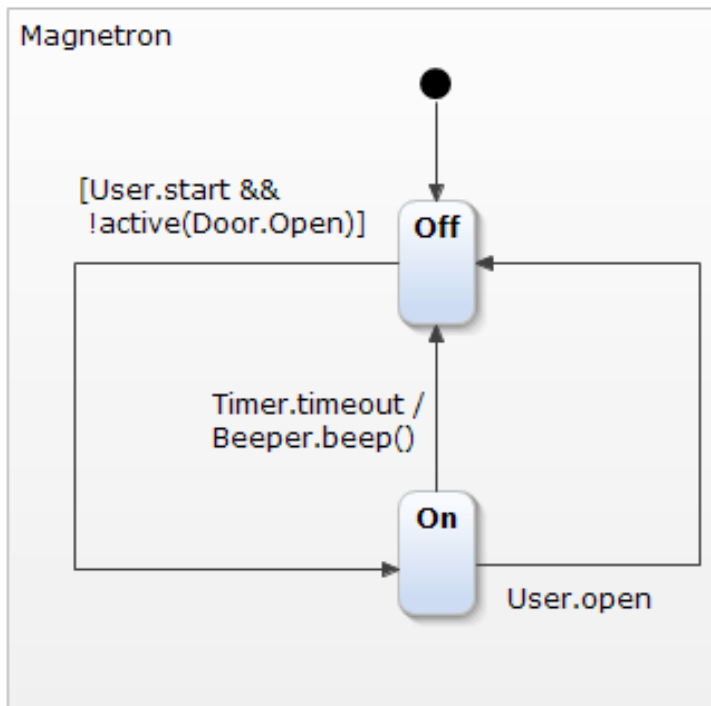 Magnetron
[User.start &&
!active(Door.Open)]
Off
Timer.timeout /
Beeper.beep()
On
User.open